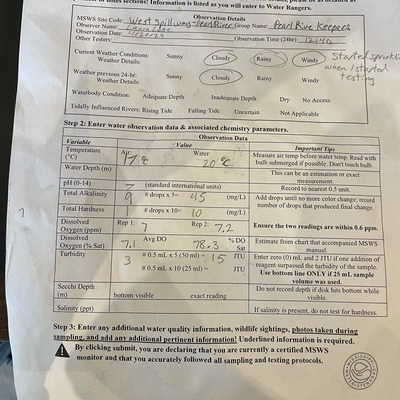 sections! Information is listed as you will enter to Water Rangers.
Observation Details
MSWS Site Code: West Spillway-Pearl River Group Name: Pearl River Keepers
Observer Name:
Observation Date: Observation Time (24hr)
Other Testers:
Current Weather Conditions: Sunny Cloudy Rainy Windy Started sprinkling
Weather Details: when I started
testing
Weather previous 24-hr: Sunny Cloudy Rainy Windy
Weather Details:
Waterbody Condition: Adequate Depth Inadequate Depth Dry No Access
Tidally Influenced Rivers: Rising Tide Falling Tide Uncertain Not Applicable
Step 2: Enter water observation data & associated chemistry parameters.
Observation Data
Variable Value Important Tips
Temperature (°C) Air: 17.8 Water: 20°C Measure air temp before water temp. Read with bulb submerged if possible. Don't touch bulb.
Water Depth (m) This can be an estimation or exact measurement.
pH (0-14) 7 (standard international units) Record to nearest 0.5 unit.
Total Alkalinity 9 # drops x 5= 45 (mg/L) Add drops until no more color change; record number of drops that produced final change.
Total Hardness 1 # drops x 10= 10 (mg/L)
Dissolved Oxygen (ppm) Rep 1: 7 Rep 2: 7.2 Ensure the two readings are within 0.6 ppm.
Dissolved Oxygen (% Sat) 7.1 Avg DO 78.3 % DO Sat Estimate from chart that accompanied MSWS manual
Turbidity 3 # 0.5 mL x 5 (50 ml) = 15 JTU Enter zero (0) mL and 2 JTU if one addition of reagent surpassed the turbidity of the sample.
# 0.5 mL x 10 (25 ml) = JTU Use bottom line ONLY if 25 mL sample volume was used.
Secchi Depth (m) bottom visible exact reading Do not record depth if disk hits bottom while visible.
Salinity (ppt) If salinity is present, do not test for hardness.
Step 3: Enter any additional water quality information, wildlife sightings, photos taken during
sampling, and add any additional pertinent information! Underlined information is required.
By clicking submit, you are declaring that you are currently a certified MSWS
monitor and that you accurately followed all sampling and testing protocols.